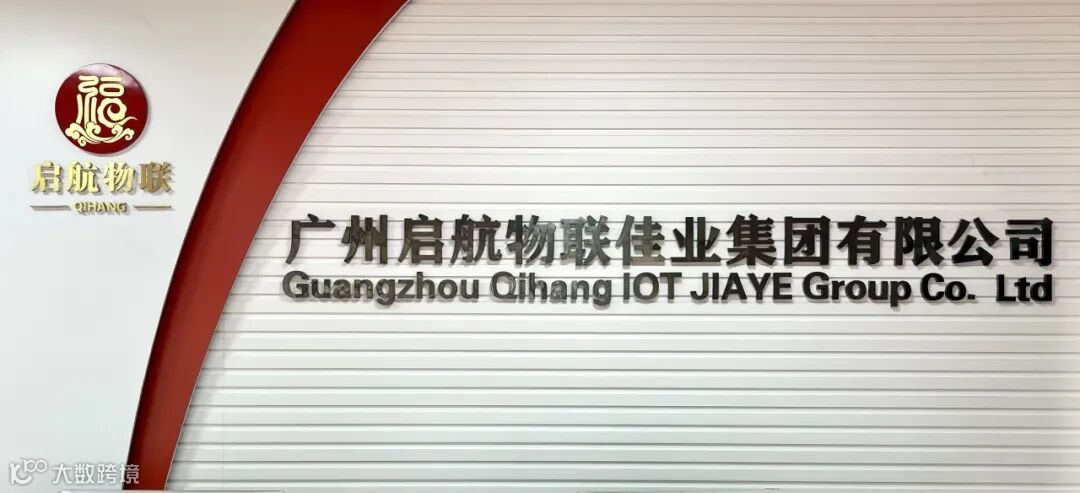 福
启航物联
QIHANG
广州启航物联佳业集团有限公司
Guangzhou Qihang IOT JIAYE Group Co. Ltd
大数跨境